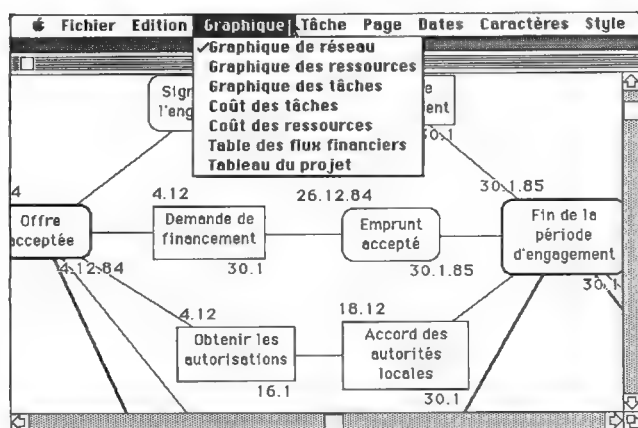 Fichier Edition Graphique Tâche Page Dates Caractères Style
✓Graphique de réseau
Graphique des ressources
Graphique des tâches
Coût des tâches
Coût des ressources
Table des flux financiers
Tableau du projet
Sign
l'eng
e
ient
30.1
4
4.12
26.12.84
30.1.85
Offre
acceptée
Demande de
financement
Emprunt
accepté
Fin de la
période
d'engagement
4.12.84
30.1
30.1.85
30.1
4.12
18.12
Obtenir les
autorisations
Accord des
autorités
locales
16.1
30.1